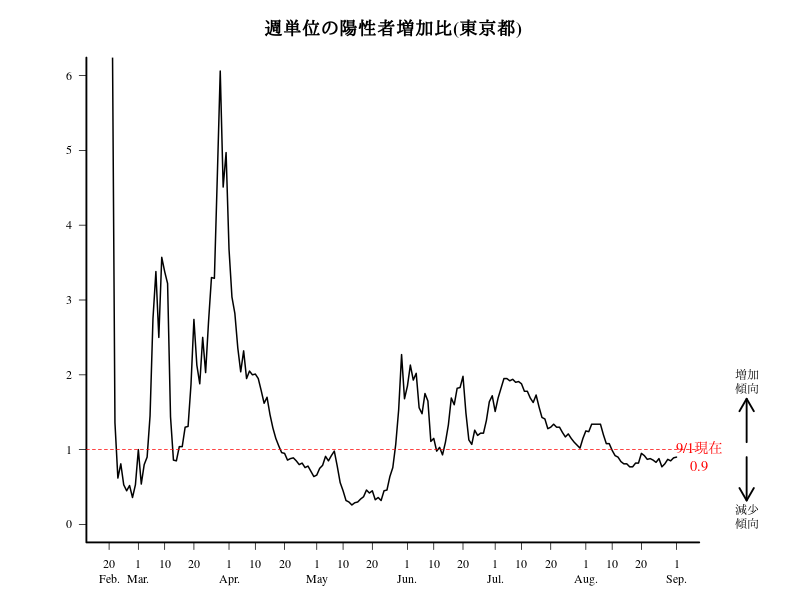 週単位の陽性者増加比(東京都)
6
5
4
3
2
1
0
増加
傾向
9/1現在
0.9
減少
傾向
20 1 10 20 1 10 20 1 10 20 1 10 20 1 10 20 1 10 20 1
Feb. Mar. Apr. May Jun. Jul. Aug. Sep.